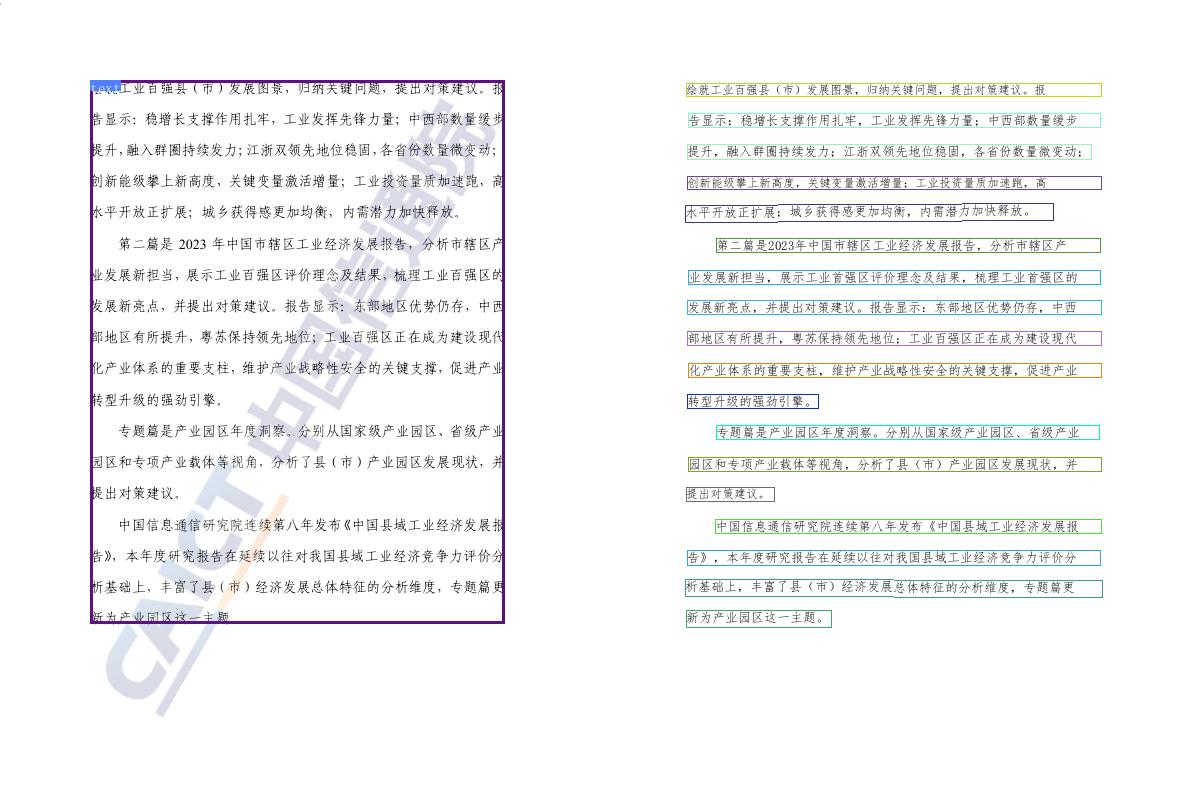 text
工业百强县（市）发展图景，归纳关键问题，提出对策建议。报
告显示：稳增长支撑作用扎牢，工业发挥先锋力量；中西部数量缓步
提升，融入群圈持续发力；江浙双领先地位稳固，各省份数量微变动；
创新能级攀上新高度，关键变量激活增量；工业投资量质加速跑，高
水平开放正扩展；城乡获得感更加均衡，内需潜力加快释放。
第二篇是 2023 年中国市辖区工业经济发展报告，分析市辖区产
业发展新担当，展示工业百强区评价理念及结果，梳理工业百强区的
发展新亮点，并提出对策建议。报告显示：东部地区优势仍存，中西
部地区有所提升，粤苏保持领先地位；工业百强区正在成为建设现代
化产业体系的重要支柱，维护产业战略性安全的关键支撑，促进产业
转型升级的强劲引擎。
专题篇是产业园区年度洞察。分别从国家级产业园区、省级产业
园区和专项产业载体等视角，分析了县（市）产业园区发展现状，并
提出对策建议。
中国信息通信研究院连续第八年发布《中国县域工业经济发展报
告》，本年度研究报告在延续以往对我国县域工业经济竞争力评价分
析基础上，丰富了县（市）经济发展总体特征的分析维度，专题篇更
新为产业园区这一主题
CAICT 中国信通院
绘就工业百强县（市）发展图景，归纳关键问题，提出对策建议。报
告显示：稳增长支撑作用扎牢，工业发挥先锋力量；中西部数量缓步
提升，融入群圈持续发力；江浙双领先地位稳固，各省份数量微变动；
创新能级攀上新高度，关键变量激活增量；工业投资量质加速跑，高
水平开放正扩展；城乡获得感更加均衡，内需潜力加快释放。
第二篇是2023年中国市辖区工业经济发展报告，分析市辖区产
业发展新担当，展示工业首强区评价理念及结果，梳理工业首强区的
发展新亮点，并提出对策建议。报告显示：东部地区优势仍存，中西
部地区有所提升，粤苏保持领先地位；工业百强区正在成为建设现代
化产业体系的重要支柱，维护产业战略性安全的关键支撑，促进产业
转型升级的强劲引擎。
专题篇是产业园区年度洞察。分别从国家级产业园区、省级产业
园区和专项产业载体等视角，分析了县（市）产业园区发展现状，并
提出对策建议。
中国信息通信研究院连续第八年发布《中国县域工业经济发展报
告》，本年度研究报告在延续以往对我国县域工业经济竞争力评价分
析基础上，丰富了县（市）经济发展总体特征的分析维度，专题篇更
新为产业园区这一主题。